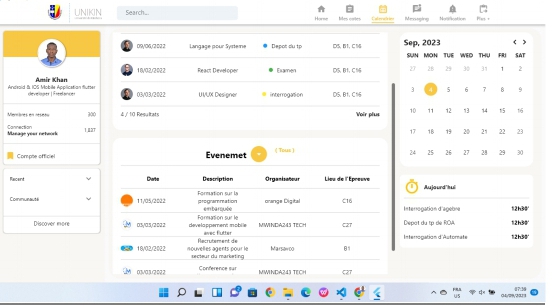 UNIKIN
Search...
Home
Mes cotes
Calendrier
Messaging
Notification
Plus
Amir Khan
Android & IOS Mobile Application flutter
developer | Freelancer
Membres en reseau 300
Connection 1,837
Manage your network
Compte officiel
Recent
Communauté
Discover more
09/06/2022 Langage pour Systeme Depot du tp DS, B1, C16
18/02/2022 React Developer Examen DS, B1, C16
03/03/2022 UI/UX Designer interrogation DS, B1, C16
4 / 10 Resultats Voir plus
Evenemet ( Tous )
Date Description Organisateur Lieu de l'Epreuve
11/05/2022 Formation sur la programmation embarquée orange Digital C16
03/03/2022 Formation sur le developpement mobile avec flutter MWINDA243 TECH C27
18/02/2022 Recrutement de nouvelles agents pour le secteur du marketing Marsavco B1
03/03/2022 Conference sur MWINDA243 TECH C27
Sep, 2023
SUN MON TUE WED THU FRI SAT
27 28 29 30 31 1 2
3 4 5 6 7 8 9
10 11 12 13 14 15 16
17 18 19 20 21 22 23
24 25 26 27 28 29 30
Aujourd'hui
Interrogation d'agebre 12h30'
Depot du tp de ROA 12h30'
Interrogation d'Automate 12h30'
FRA
US
07:38
04/09/2023